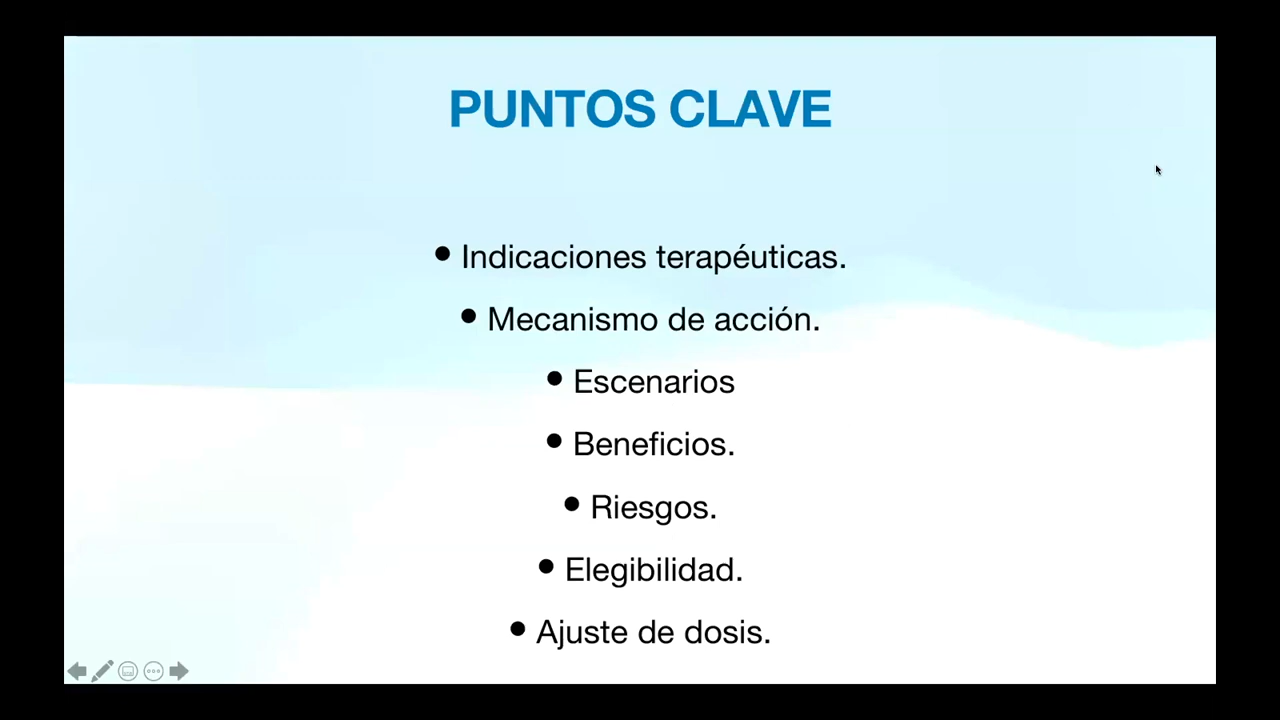 PUNTOS CLAVE
• Indicaciones terapéuticas.
• Mecanismo de acción.
• Escenarios
• Beneficios.
• Riesgos.
• Elegibilidad.
• Ajuste de dosis.